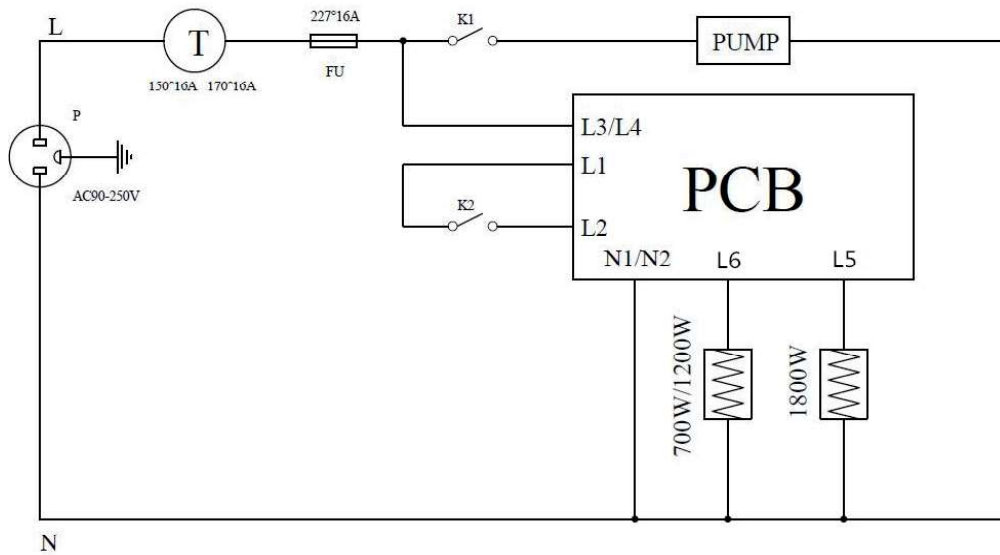 L
T
150°16A 170°16A
227°16A
FU
K1
PUMP
P
AC90-250V
L3/L4
L1
K2
L2
PCB
N1/N2 L6 L5
700W/1200W
1800W
N